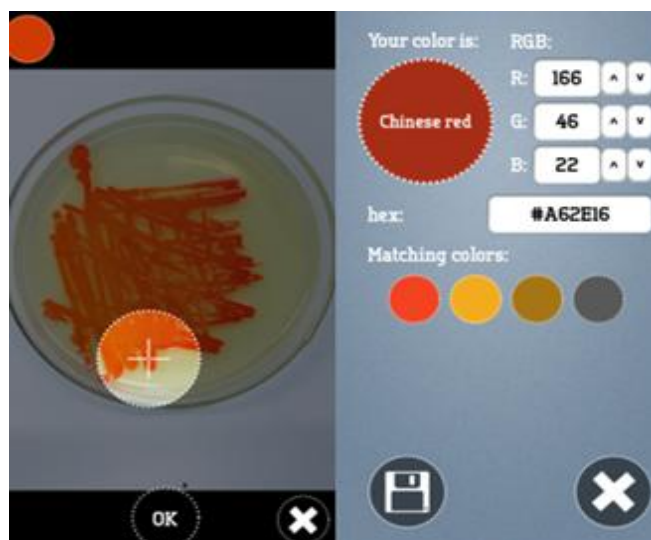 OK
Your color is:
RGB:
Chinese red
R: 166
G: 46
B: 22
hex: #A62E16
Matching colors: